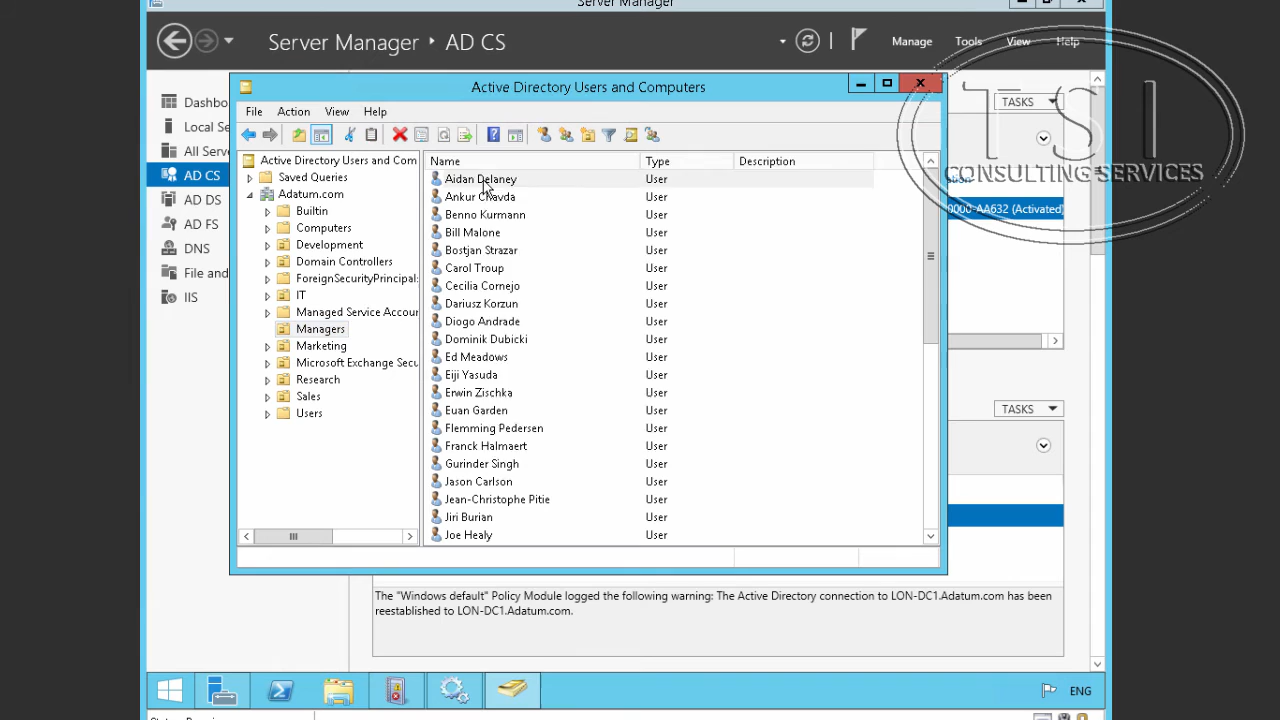 Server Manager
Server Manager • AD CS
Manage
Tools
View
Help
TSI
CONSULTING SERVICES
Dashbo
Local Se
All Serve
AD CS
AD DS
AD FS
DNS
File and
IIS
TASKS
0000-AA632 (Activated)
TASKS
Active Directory Users and Computers
File
Action
View
Help
Active Directory Users and Com
Saved Queries
Adatum.com
Builtin
Computers
Development
Domain Controllers
ForeignSecurityPrincipal:
IT
Managed Service Accour
Managers
Marketing
Microsoft Exchange Secu
Research
Sales
Users
Name Type Description
Aidan Delaney User
Ankur Chavda User
Benno Kurmann User
Bill Malone User
Bostjan Strazar User
Carol Troup User
Cecilia Cornejo User
Dariusz Korzun User
Diogo Andrade User
Dominik Dubicki User
Ed Meadows User
Eiji Yasuda User
Erwin Zischka User
Euan Garden User
Flemming Pedersen User
Franck Halmaert User
Gurinder Singh User
Jason Carlson User
Jean-Christophe Pitie User
Jiri Burian User
Joe Healy User
The "Windows default" Policy Module logged the following warning: The Active Directory connection to LON-DC1.Adatum.com has been
reestablished to LON-DC1.Adatum.com.
ENG